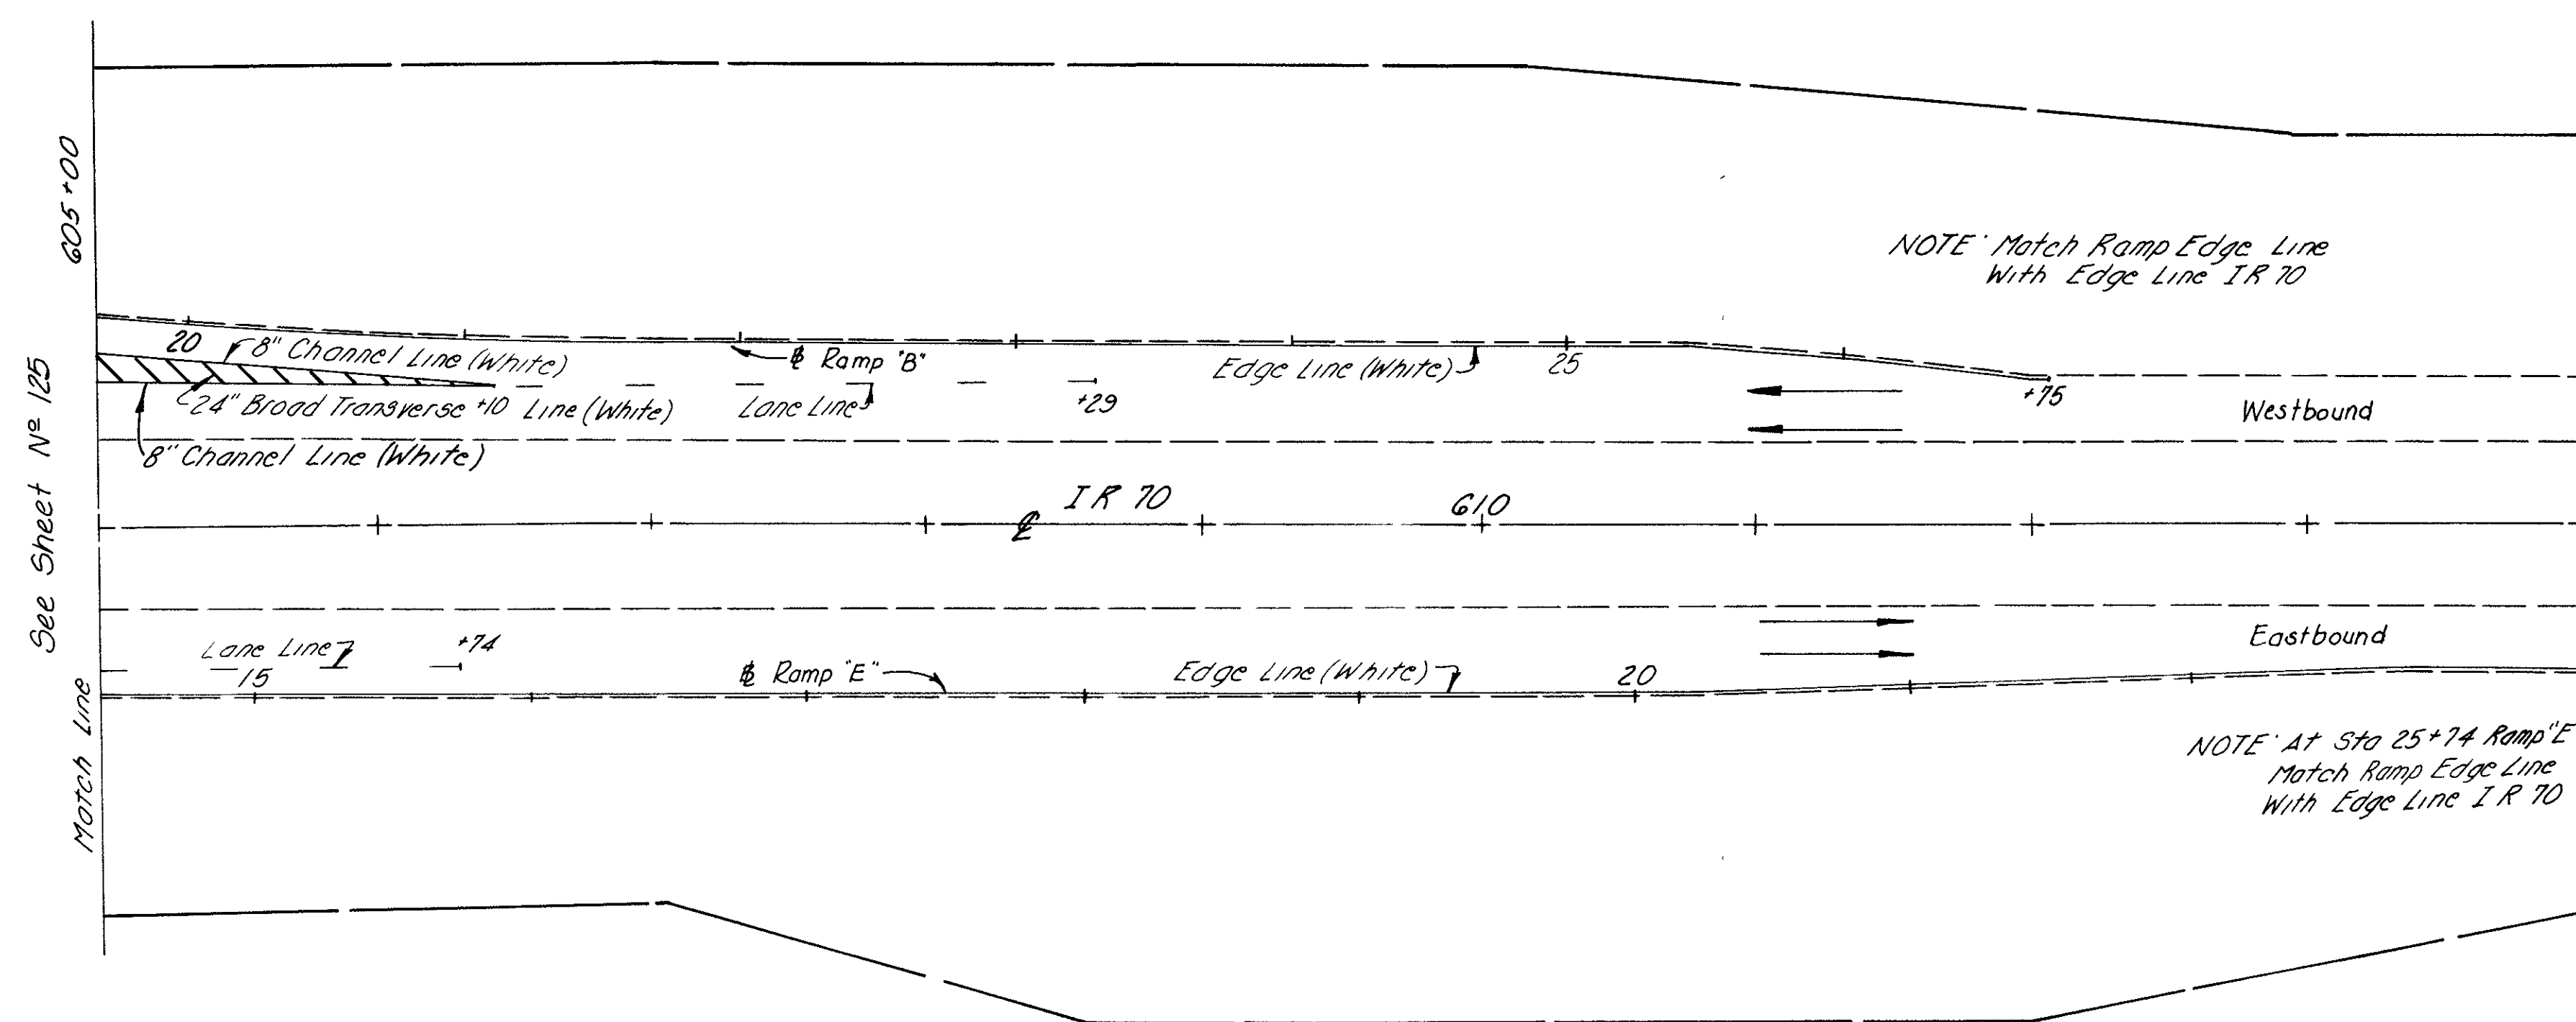 605+00
See Sheet Nº 125
Match Line
NOTE: Match Ramp Edge Line
With Edge Line IR 70
20
8" Channel Line (White)
℄ Ramp "B"
Edge Line (White)
25
24" Broad Transverse +10 Line (White)
Lane Line
+29
+75
Westbound
8" Channel Line (White)
IR 70
610
℄
Lane Line
+74
15
℄ Ramp "E"
Edge Line (White)
20
Eastbound
NOTE: At Sta 25+74 Ramp "E
Match Ramp Edge Line
With Edge Line IR 70